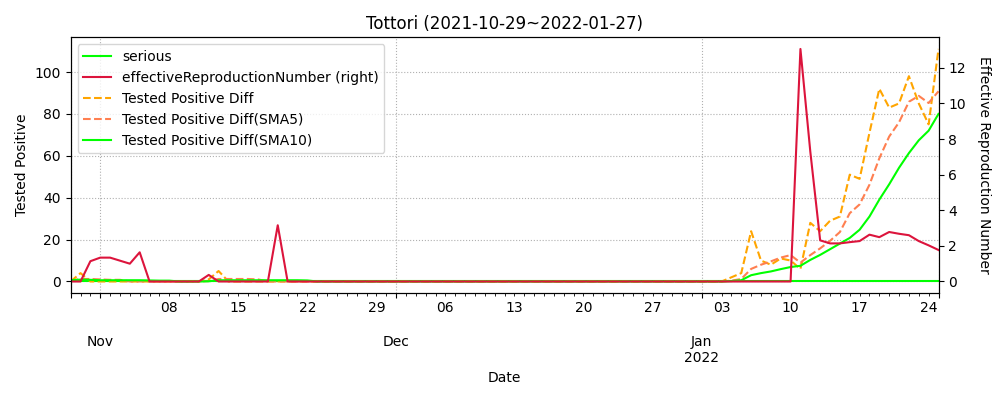 Tottori (2021-10-29~2022-01-27)
serious
effectiveReproductionNumber (right)
Tested Positive Diff
Tested Positive Diff(SMA5)
Tested Positive Diff(SMA10)
Tested Positive
100
80
60
40
20
0
12
10
8
6
4
2
0
Effective Reproduction Number
08 15 22 29 06 13 20 27 03 10 17 24
Nov Dec Jan
2022
Date